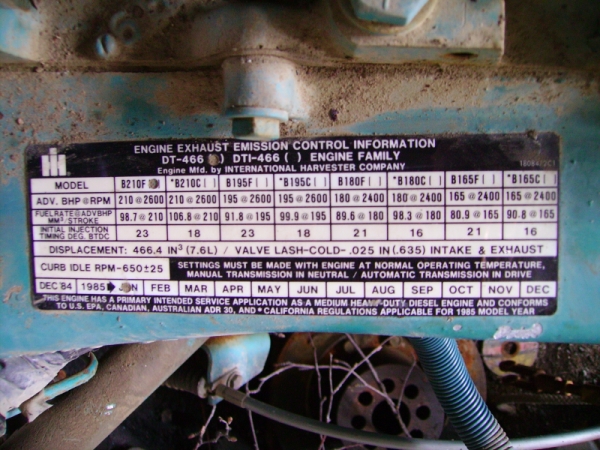 ENGINE EXHAUST EMISSION CONTROL INFORMATION
DT-466 ( ) DTI-466 ( ) ENGINE FAMILY
Engine Mfd. by INTERNATIONAL HARVESTER COMPANY
MODEL B210F *B210C( ) B195F( ) *B195C( ) B180F( ) *B180C( ) B165F( ) *B165C( )
ADV. BHP@RPM 210@2600 210@2600 195@2600 195@2600 180@2400 180@2400 165@2400 165@2400
FUELRATE@ADVBHP MM³/STROKE 98.7@210 106.8@210 91.8@195 99.9@195 89.6@180 98.3@180 80.9@165 90.8@165
INITIAL INJECTION TIMING DEG. BTDC 23 18 23 18 21 16 21 16
DISPLACEMENT: 466.4 IN³ (7.6L) / VALVE LASH-COLD- .025 IN (.635) INTAKE & EXHAUST
CURB IDLE RPM-650±25 SETTINGS MUST BE MADE WITH ENGINE AT NORMAL OPERATING TEMPERATURE,
MANUAL TRANSMISSION IN NEUTRAL / AUTOMATIC TRANSMISSION IN DRIVE
DEC '84 1985 JAN FEB MAR APR MAY JUN JUL AUG SEP OCT NOV DEC
THIS ENGINE HAS A PRIMARY INTENDED SERVICE APPLICATION AS A MEDIUM HEAVY-DUTY DIESEL ENGINE AND CONFORMS
TO U.S. EPA, CANADIAN, AUSTRALIAN ADR 30, AND *CALIFORNIA REGULATIONS APPLICABLE FOR 1985 MODEL YEAR